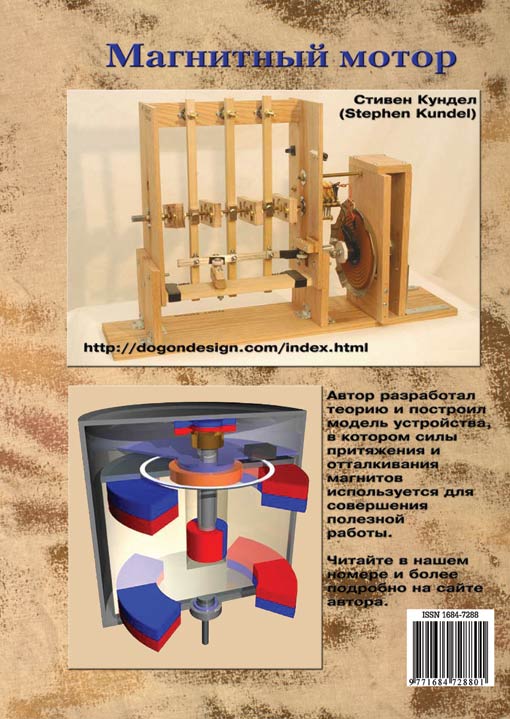 Магнитный мотор
Стивен Кундел
(Stephen Kundel)
http://dogondesign.com/index.html
Автор разработал
теорию и построил
модель устройства,
в котором силы
притяжения и
отталкивания
магнитов
используется для
совершения
полезной
работы.
Читайте в нашем
номере и более
подробно на сайте
автора.
ISSN 1684-7288
9 771684 728801